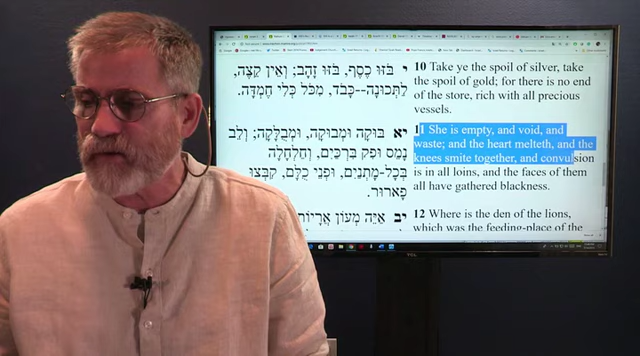 י בֹּזּוּ כֶסֶף, בֹּזּוּ זָהָב; וְאֵין קֵצֶה,
לַתְּכוּנָה--כָּבֹד, מִכֹּל כְּלִי חֶמְדָּה.
10 Take ye the spoil of silver, take
the spoil of gold; for there is no end
of the store, rich with all precious
vessels.
יא בּוּקָה וּמְבוּקָה, וּמְבֻלָּקָה; וְלֵב
נָמֵס וּפִק בִּרְכַּיִם, וְחַלְחָלָה
בְּכָל-מָתְנַיִם, וּפְנֵי כֻלָּם, קִבְּצוּ
פָארוּר.
11 She is empty, and void, and
waste; and the heart melteth, and the
knees smite together, and convulsion
is in all loins, and the faces of them
all have gathered blackness.
יב אַיֵּה מְעוֹן אֲרָיוֹת
12 Where is the den of the lions,
which was the feeding-place of the
TCL